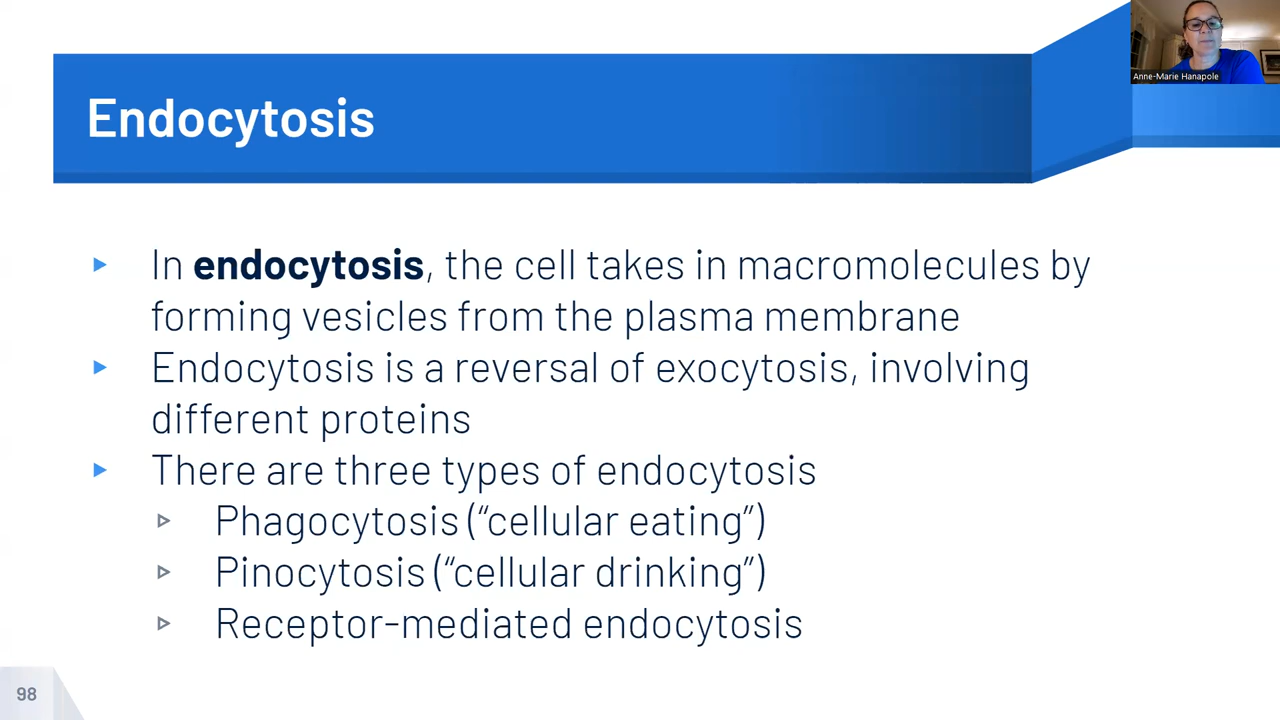 Anne-Marie Hanapole
Endocytosis
In endocytosis, the cell takes in macromolecules by
forming vesicles from the plasma membrane
Endocytosis is a reversal of exocytosis, involving
different proteins
There are three types of endocytosis
Phagocytosis (“cellular eating”)
Pinocytosis (“cellular drinking”)
Receptor-mediated endocytosis
98